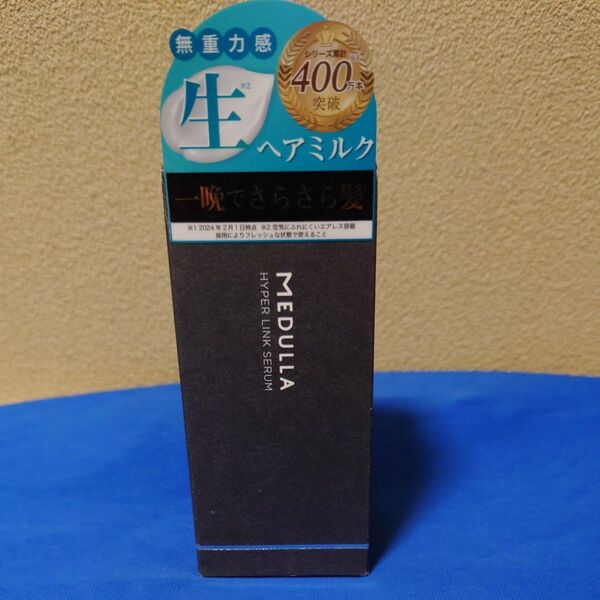 無重力感
生※2
ヘアミルク
シリーズ累計※1
400万本
突破
一晩でさらさら髪
※1 2024年2月1日時点 ※2 空気にふれにくいエアレス容器
採用によりフレッシュな状態で使えること
MEDULLA
HYPER LINK SERUM